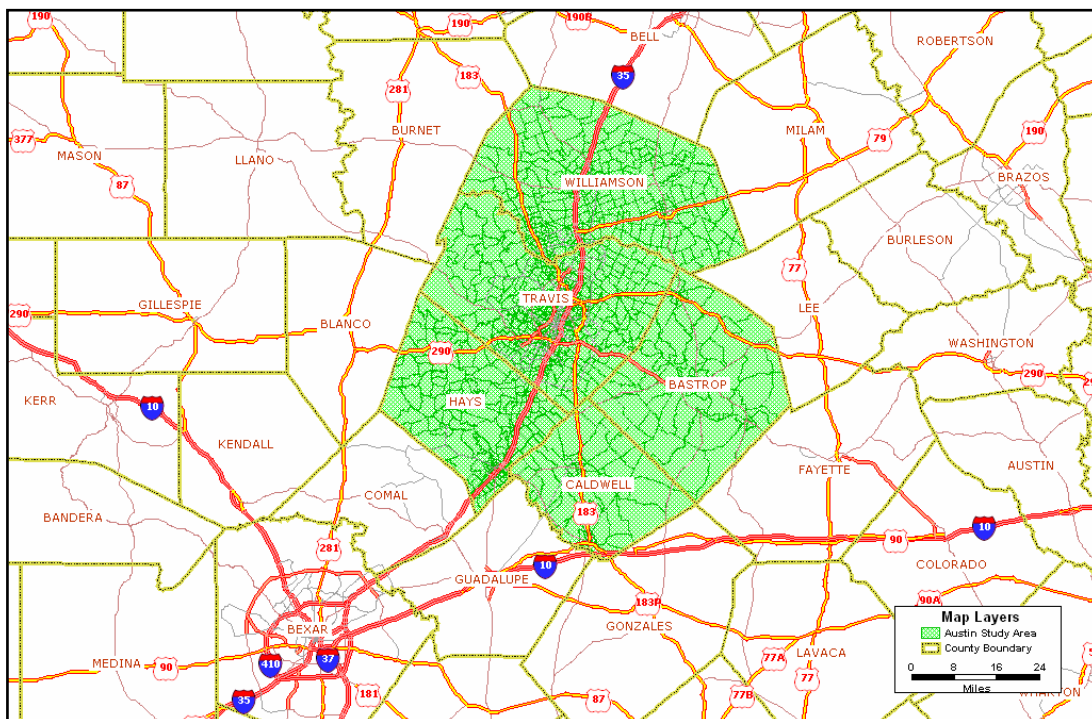 190
190B
BELL
ROBERTSON
183
35
281
BURNET
MILAM
79
190
377
MASON
LLANO
87
WILLIAMSON
BRAZOS
BURLESON
77
TRAVIS
GILLESPIE
LEE
290
BLANCO
WASHINGTON
290
290
BASTROP
KERR
10
HAYS
KENDALL
FAYETTE
AUSTIN
CALDWELL
COMAL
183
BANDERA
10
281
90
10
COLORADO
GUADALUPE
183B
90A
GONZALES
BEXAR
MEDINA
90
410
37
77A
LAVACA
77
35
181
87
77B
WHARTON
Map Layers
Austin Study Area
County Boundary
0 8 16 24
Miles